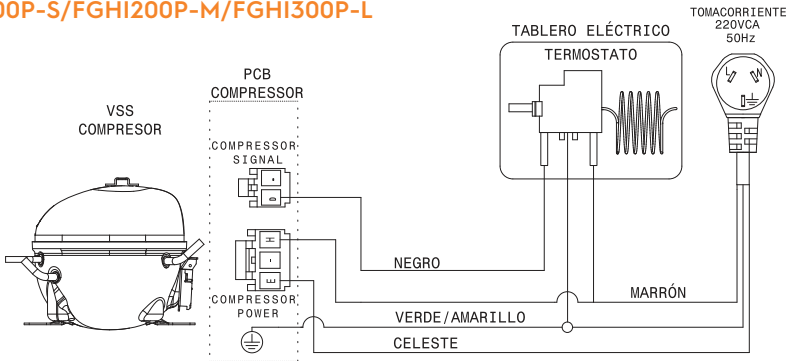 00P-S/FGHI200P-M/FGHI300P-L
TOMACORRIENTE
220VCA
50Hz
TABLERO ELÉCTRICO
TERMOSTATO
PCB
COMPRESSOR
VSS
COMPRESOR
COMPRESSOR
SIGNAL
L
N
NEGRO
MARRÓN
COMPRESSOR
POWER
VERDE/AMARILLO
CELESTE